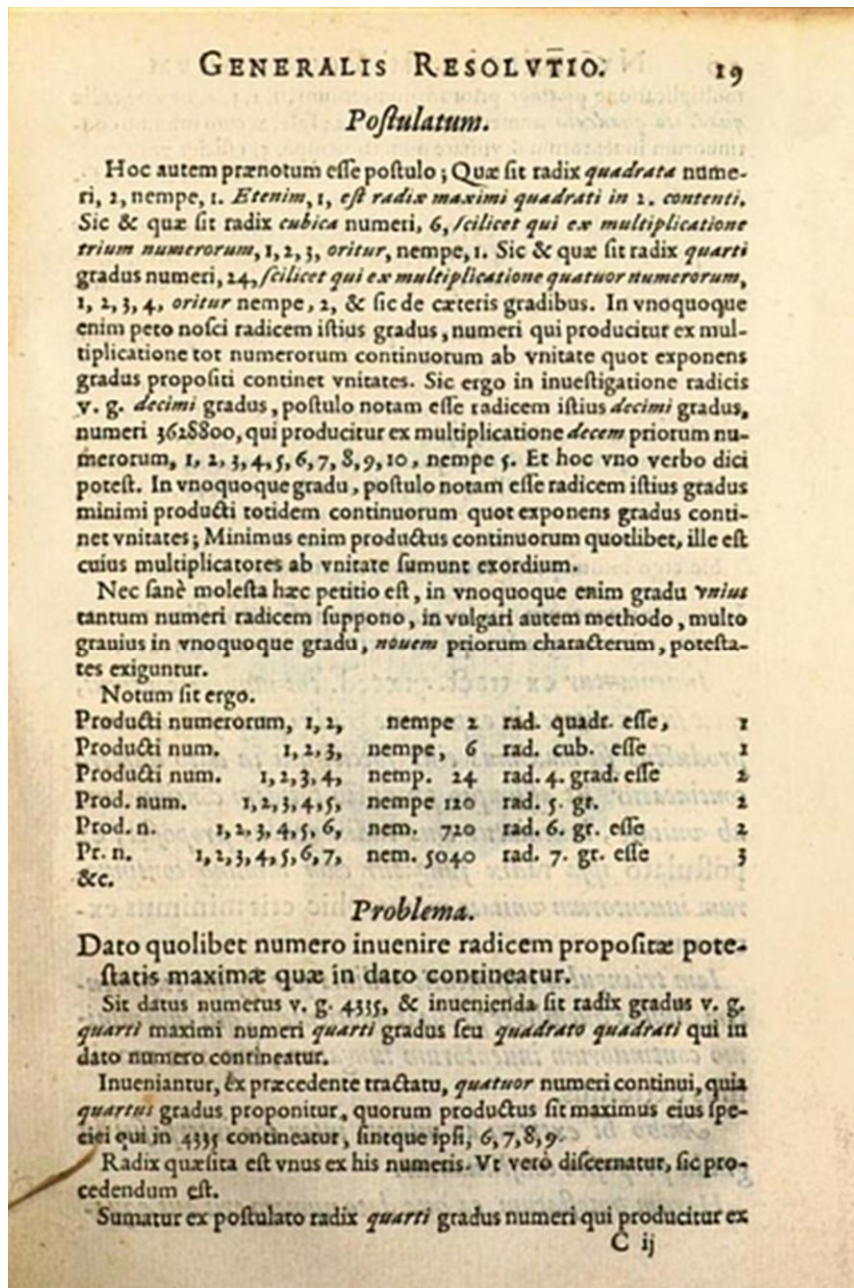 GENERALIS RESOLVTIO. 19
Poſtulatum.
Hoc autem prænotum eſſe poſtulo; Quæ ſit radix quadrata nume-
ri, 2, nempe, 1. Etenim, 1, eſt radix maximi quadrati in 2. contenti.
Sic & quæ ſit radix cubica numeri, 6, ſcilicet qui ex multiplicatione
trium numerorum, 1, 2, 3, oritur, nempe, 1. Sic & quæ ſit radix quarti
gradus numeri, 24, ſcilicet qui ex multiplicatione quatuor numerorum,
1, 2, 3, 4, oritur nempe, 2, & ſic de cæteris gradibus. In vnoquoque
enim peto noſci radicem iſtius gradus, numeri qui producitur ex mul-
tiplicatione tot numerorum continuorum ab vnitate quot exponens
gradus propoſiti continet vnitates. Sic ergo in inueſtigatione radicis
v. g. decimi gradus, poſtulo notam eſſe radicem iſtius decimi gradus,
numeri 3628800, qui producitur ex multiplicatione decem priorum nu-
merorum, 1, 2, 3, 4, 5, 6, 7, 8, 9, 10, nempe 5. Et hoc vno verbo dici
poteſt. In vnoquoque gradu, poſtulo notam eſſe radicem iſtius gradus
minimi producti totidem continuorum quot exponens gradus conti-
net vnitates; Minimus enim productus continuorum quotlibet, ille eſt
cuius multiplicatores ab vnitate ſumunt exordium.
Nec ſanè moleſta hæc petitio eſt, in vnoquoque enim gradu vnius
tantum numeri radicem ſuppono, in vulgari autem methodo, multo
grauius in vnoquoque gradu, nouem priorum characterum, poteſta-
tes exiguntur.
Notum ſit ergo.
Producti numerorum, 1, 2, nempe 2 rad. quadr. eſſe, 1
Producti num. 1, 2, 3, nempe, 6 rad. cub. eſſe 1
Producti num. 1, 2, 3, 4, nemp. 24 rad. 4. grad. eſſe 2
Prod. num. 1, 2, 3, 4, 5, nempe 120 rad. 5. gr. 2
Prod. n. 1, 2, 3, 4, 5, 6, nem. 720 rad. 6. gr. eſſe 2
Pr. n. 1, 2, 3, 4, 5, 6, 7, nem. 5040 rad. 7. gr. eſſe 3
&c.
Problema.
Dato quolibet numero inuenire radicem propoſitæ pote-
ſtatis maximæ quæ in dato contineatur.
Sit datus numerus v. g. 4335, & inuenienda ſit radix gradus v. g.
quarti maximi numeri quarti gradus ſeu quadrato quadrati qui in
dato numero contineatur.
Inueniantur, ex præcedente tractatu, quatuor numeri continui, quia
quartus gradus proponitur, quorum productus ſit maximus eius ſpe-
ciei qui in 4335 contineatur, ſintque ipſi, 6, 7, 8, 9.
Radix quæſita eſt vnus ex his numeris. Vt verò diſcernatur, ſic pro-
cedendum eſt.
Sumatur ex poſtulato radix quarti gradus numeri qui producitur ex
C ij